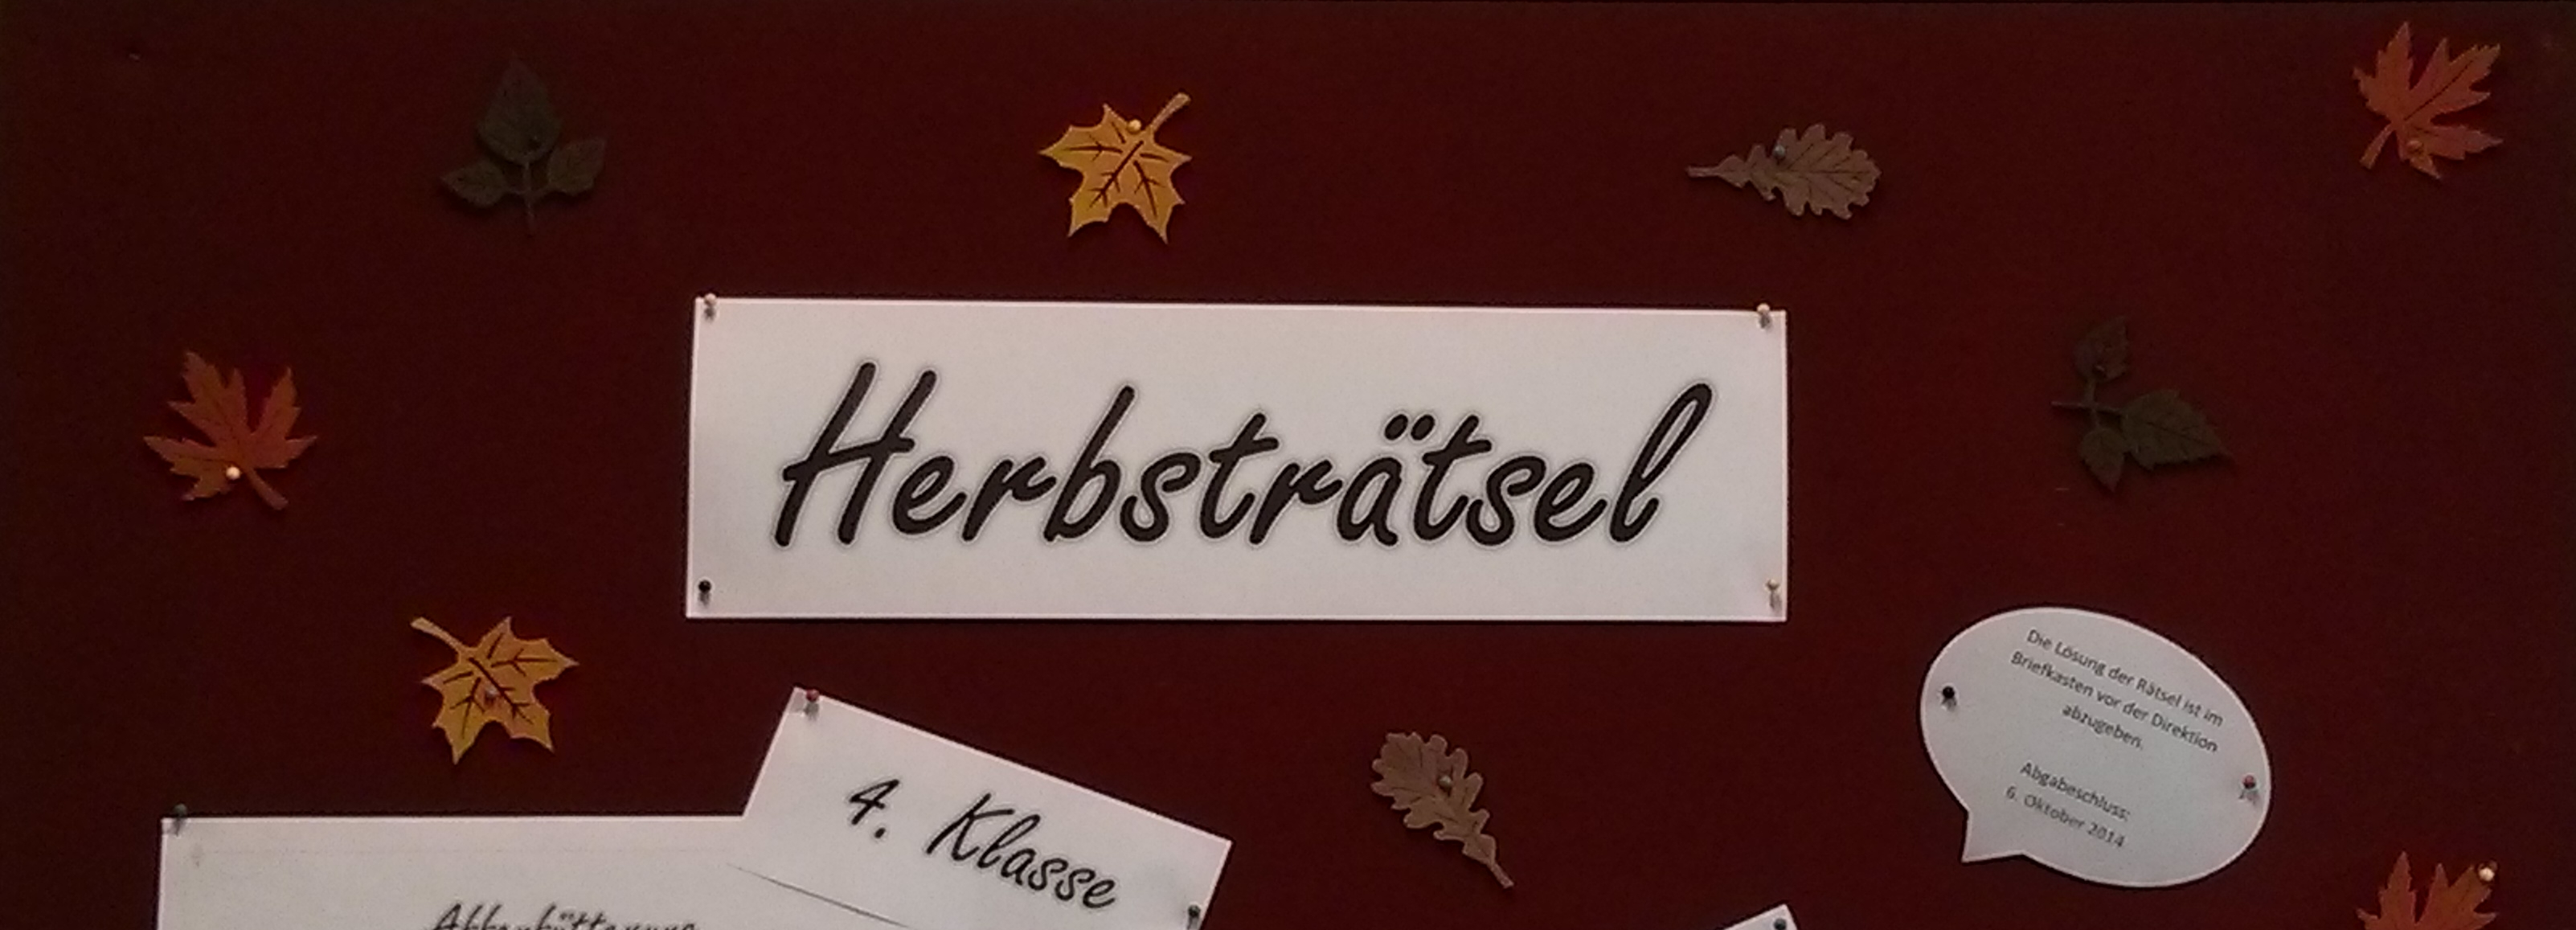 Herbsträtsel
Die Lösung der Rätsel ist im
Briefkasten vor der Direktion
abzugeben.
Abgabeschluss:
6. Oktober 2014
4. Klasse